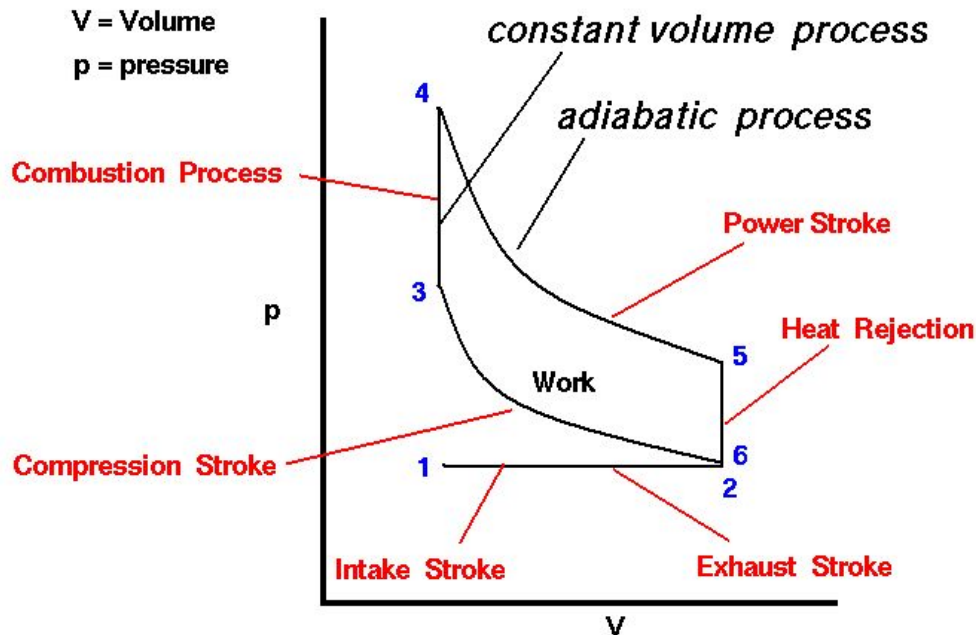 V = Volume
p = pressure
constant volume process
4
adiabatic process
Combustion Process
Power Stroke
3
p
Heat Rejection
5
Work
6
Compression Stroke
1
2
Intake Stroke
Exhaust Stroke
V